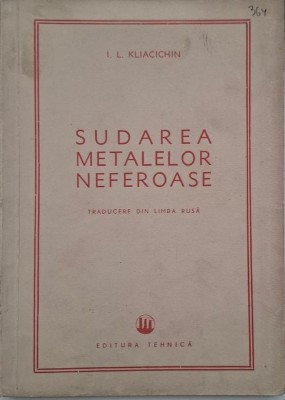 364
I. L. KLIACICHIN
SUDAREA
METALELOR
NEFEROASE
TRADUCERE DIN LIMBA RUSĂ
EDITURA TEHNICĂ